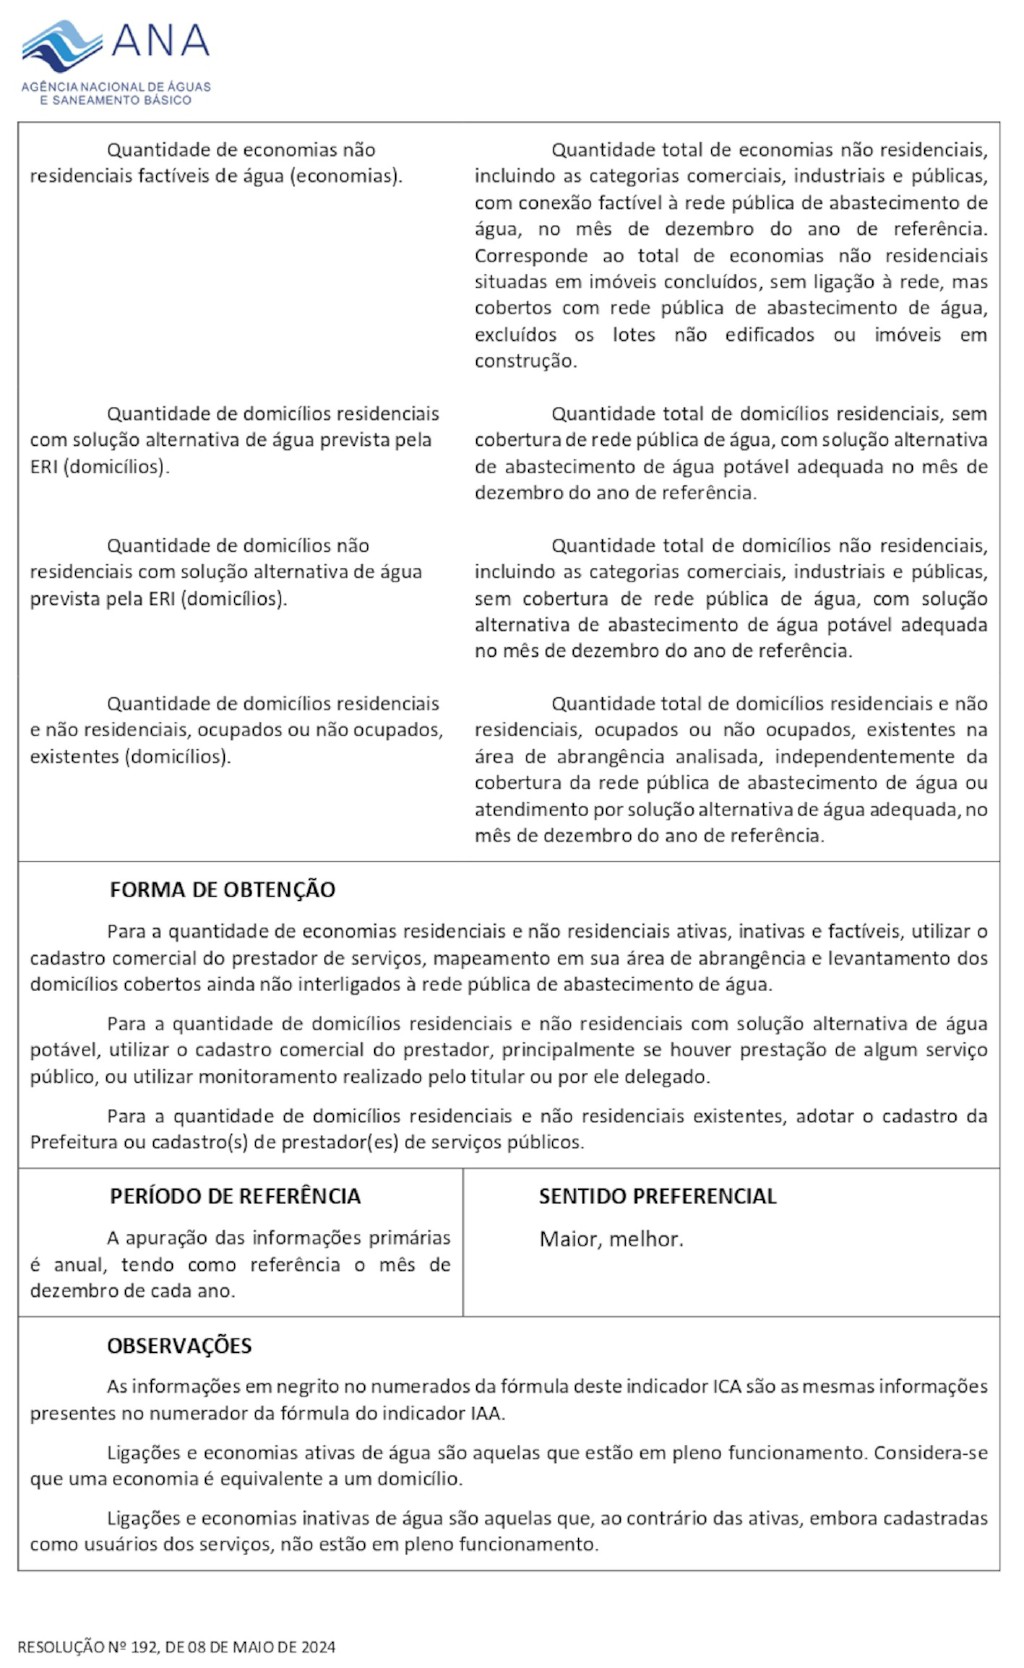 ANA
AGÊNCIA NACIONAL DE ÁGUAS
E SANEAMENTO BÁSICO
Quantidade de economias não
residenciais factíveis de água (economias).
Quantidade total de economias não residenciais,
incluindo as categorias comerciais, industriais e públicas,
com conexão factível à rede pública de abastecimento de
água, no mês de dezembro do ano de referência.
Corresponde ao total de economias não residenciais
situadas em imóveis concluídos, sem ligação à rede, mas
cobertos com rede pública de abastecimento de água,
excluídos os lotes não edificados ou imóveis em
construção.
Quantidade de domicílios residenciais
com solução alternativa de água prevista pela
ERI (domicílios).
Quantidade total de domicílios residenciais, sem
cobertura de rede pública de água, com solução alternativa
de abastecimento de água potável adequada no mês de
dezembro do ano de referência.
Quantidade de domicílios não
residenciais com solução alternativa de água
prevista pela ERI (domicílios).
Quantidade total de domicílios não residenciais,
incluindo as categorias comerciais, industriais e públicas,
sem cobertura de rede pública de água, com solução
alternativa de abastecimento de água potável adequada
no mês de dezembro do ano de referência.
Quantidade de domicílios residenciais
e não residenciais, ocupados ou não ocupados,
existentes (domicílios).
Quantidade total de domicílios residenciais e não
residenciais, ocupados ou não ocupados, existentes na
área de abrangência analisada, independentemente da
cobertura da rede pública de abastecimento de água ou
atendimento por solução alternativa de água adequada, no
mês de dezembro do ano de referência.
FORMA DE OBTENÇÃO
Para a quantidade de economias residenciais e não residenciais ativas, inativas e factíveis, utilizar o
cadastro comercial do prestador de serviços, mapeamento em sua área de abrangência e levantamento dos
domicílios cobertos ainda não interligados à rede pública de abastecimento de água.
Para a quantidade de domicílios residenciais e não residenciais com solução alternativa de água
potável, utilizar o cadastro comercial do prestador, principalmente se houver prestação de algum serviço
público, ou utilizar monitoramento realizado pelo titular ou por ele delegado.
Para a quantidade de domicílios residenciais e não residenciais existentes, adotar o cadastro da
Prefeitura ou cadastro(s) de prestador(es) de serviços públicos.
PERÍODO DE REFERÊNCIA
A apuração das informações primárias
é anual, tendo como referência o mês de
dezembro de cada ano.
SENTIDO PREFERENCIAL
Maior, melhor.
OBSERVAÇÕES
As informações em negrito no numerados da fórmula deste indicador ICA são as mesmas informações
presentes no numerador da fórmula do indicador IAA.
Ligações e economias ativas de água são aquelas que estão em pleno funcionamento. Considera-se
que uma economia é equivalente a um domicílio.
Ligações e economias inativas de água são aquelas que, ao contrário das ativas, embora cadastradas
como usuários dos serviços, não estão em pleno funcionamento.
RESOLUÇÃO Nº 192, DE 08 DE MAIO DE 2024